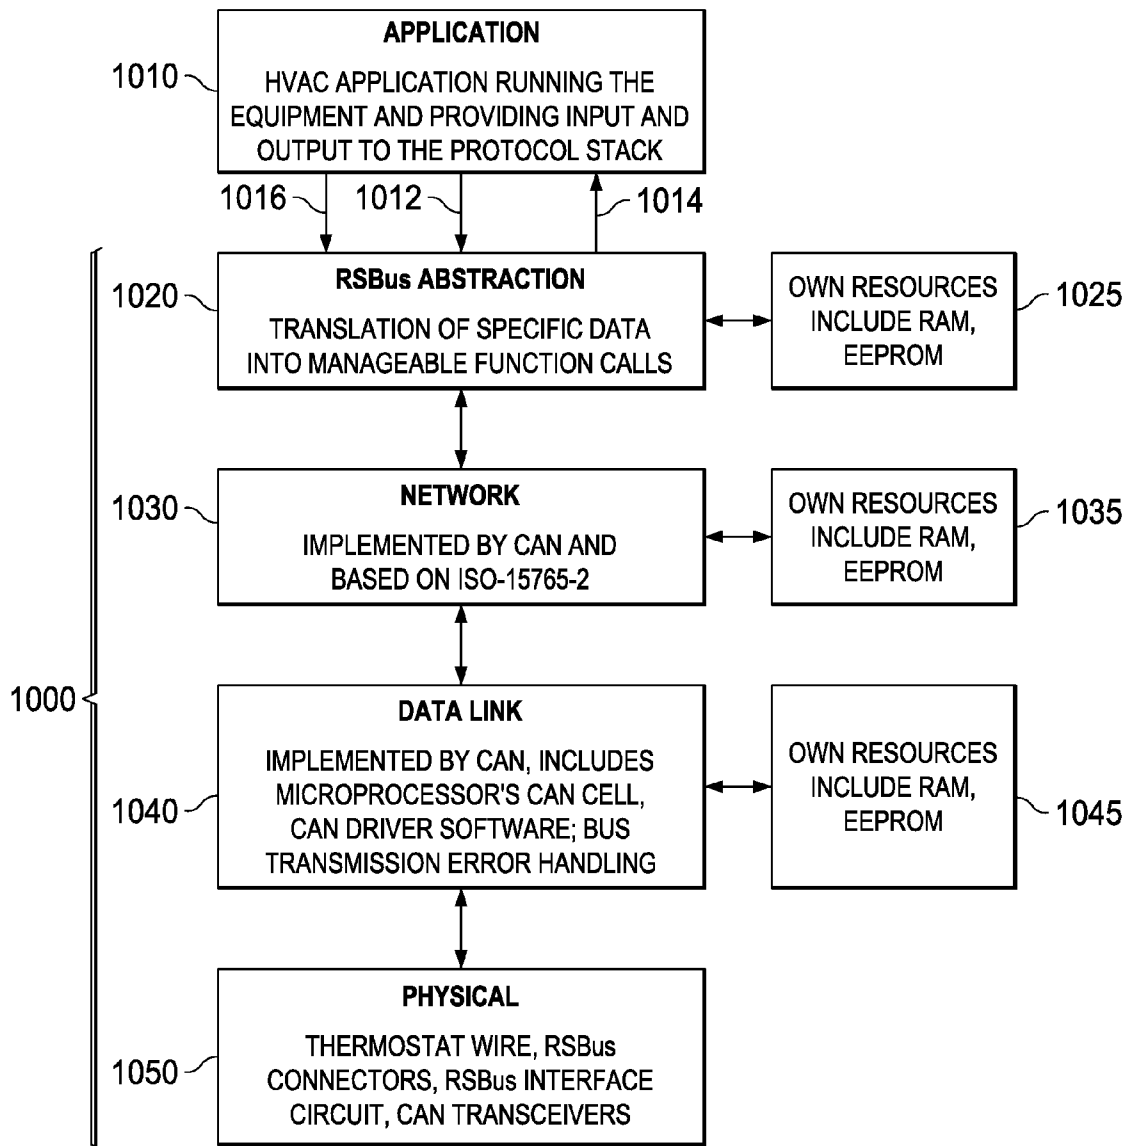 APPLICATION
1010
HVAC APPLICATION RUNNING THE
EQUIPMENT AND PROVIDING INPUT AND
OUTPUT TO THE PROTOCOL STACK
1016
1012
1014
RSBus ABSTRACTION
1020
TRANSLATION OF SPECIFIC DATA
INTO MANAGEABLE FUNCTION CALLS
OWN RESOURCES
INCLUDE RAM,
EEPROM
1025
NETWORK
1030
IMPLEMENTED BY CAN AND
BASED ON ISO-15765-2
OWN RESOURCES
INCLUDE RAM,
EEPROM
1035
1000
DATA LINK
IMPLEMENTED BY CAN, INCLUDES
MICROPROCESSOR'S CAN CELL,
CAN DRIVER SOFTWARE; BUS
TRANSMISSION ERROR HANDLING
1040
OWN RESOURCES
INCLUDE RAM,
EEPROM
1045
PHYSICAL
THERMOSTAT WIRE, RSBus
CONNECTORS, RSBus INTERFACE
CIRCUIT, CAN TRANSCEIVERS
1050